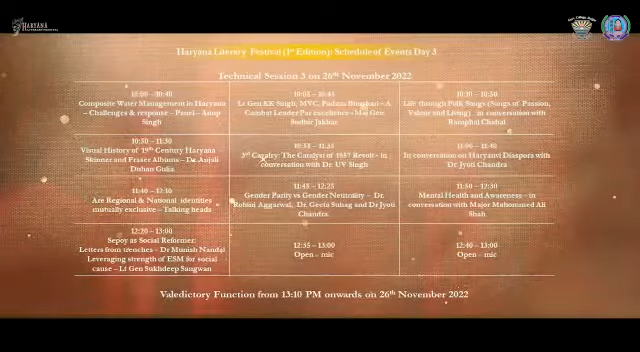 HARYANA
Haryana Literary Festival (1st Edition) Schedule of Events Day 3
Technical Session 3 on 26th November 2022
10:00 – 10:40
Composite Water Management in Haryana
– Challenges & response – Panel – Anup
Singh
10:05 – 10:45
Lt Gen KK Singh, MVC, Padma Bhushan – A
Combat Leader Par excellence - Maj Gen
Sudhir Jakhar
10:10 – 10:50
Life through Folk Songs (Songs of Passion,
Valour and Living) – in conversation with
Ramphal Chahal
10:50 – 11:30
Visual History of 19th Century Haryana –
Skinner and Fraser Albums – Dr Anjali
Duhan Gulia
10:55 – 11:35
3rd Cavalry: The Catalyst of 1857 Revolt - in
conversation with Dr. UV Singh
11:00 – 11:40
In conversation on Haryanvi Diaspora with
Dr Jyoti Chandra
11:40 – 12:10
Are Regional & National identities
mutually exclusive – Talking heads
11:45 – 12:25
Gender Parity vs Gender Neutrality – Dr.
Rohini Aggarwal, Dr. Geeta Suhag and Dr Jyoti
Chandra
11:50 – 12:30
Mental Health and Awareness – in
conversation with Major Mohommed Ali
Shah
12:20 – 13:00
Sepoy as Social Reformer:
Letters from trenches – Dr Munish Nandal
Leveraging strength of ESM for social
cause – Lt Gen Sukhdeep Sangwan
12:35 – 13:00
Open – mic
12:40 – 13:00
Open – mic
Valedictory Function from 13:10 PM onwards on 26th November 2022